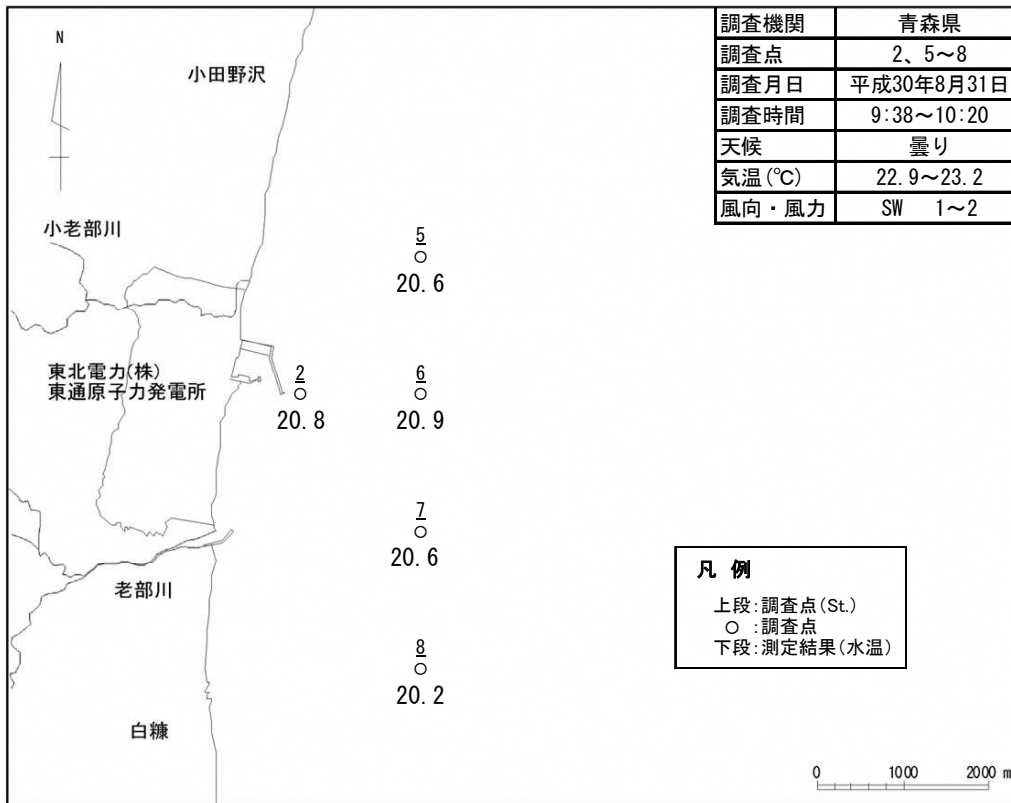 調査機関 青森県
調査点 2、5～8
調査月日 平成30年8月31日
調査時間 9:38～10:20
天候 曇り
気温(℃) 22.9～23.2
風向・風力 SW 1～2
N
小田野沢
小老部川
5
20.6
東北電力(株)
東通原子力発電所
2
20.8
6
20.9
7
20.6
老部川
8
20.2
白糠
凡 例
上段:調査点(St.)
○ :調査点
下段:測定結果(水温)
0 1000 2000 m